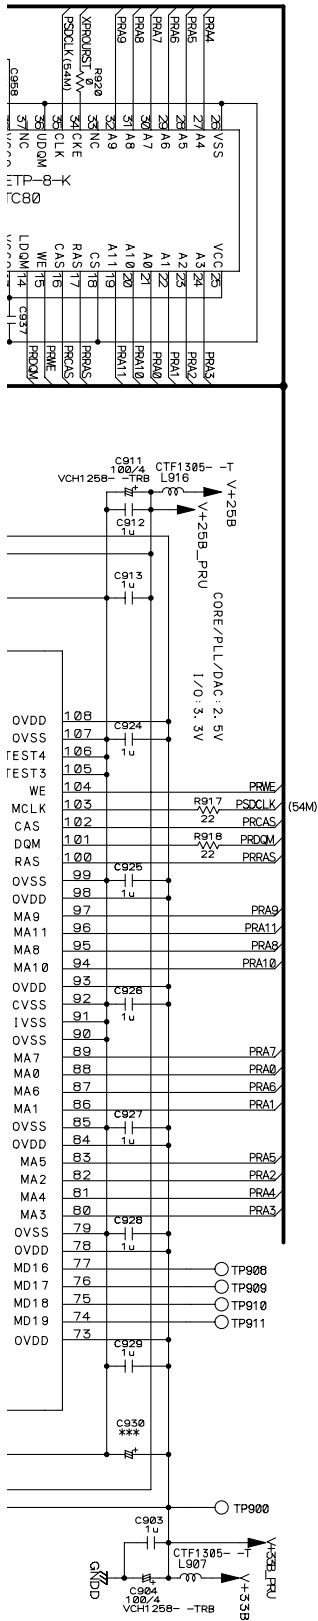 PSDCLK(54M)
XPROURST
PRA9
PRA8
PRA7
PRA6
PRA5
PRA4
R920
0
C958
37 NC
36 UDQM
35 CLK
34 CKE
33 NC
32 A9
31 A8
30 A7
29 A6
28 A5
27 A4
26 VSS
ETP-8-K
TC80
LDQM 14
WE 15
CAS 16
RAS 17
CS 18
A11 19
A10 20
A0 21
A1 22
A2 23
A3 24
VCC 25
C937
PRDQM
PRWE
PRCAS
PRRAS
PRA11
PRA10
PRA0
PRA1
PRA2
PRA3
C911
100/4
VCH1258- -TRB
CTF1305- -T
L916
V+25B
C912
1u
V+25B_PRU
C913
1u
CORE/PLL/DAC:2.5V
I/O:3.3V
OVDD 108
OVSS 107
C924
1u
TEST4 106
TEST3 105
WE 104 PRWE
MCLK 103 R917 22 PSDCLK (54M)
CAS 102 PRCAS
DQM 101 R918 22 PRDQM
RAS 100 PRRAS
OVSS 99
C925
1u
OVDD 98
MA9 97 PRA9
MA11 96 PRA11
MA8 95 PRA8
MA10 94 PRA10
OVDD 93
CVSS 92
C926
1u
IVSS 91
OVSS 90
MA7 89 PRA7
MA0 88 PRA0
MA6 87 PRA6
MA1 86 PRA1
OVSS 85
C927
1u
OVDD 84
MA5 83 PRA5
MA2 82 PRA2
MA4 81 PRA4
MA3 80 PRA3
OVSS 79
C928
1u
OVDD 78
MD16 77 TP908
MD17 76 TP909
MD18 75 TP910
MD19 74 TP911
OVDD 73
C929
1u
C930
***
TP900
C903
1u
V+33B_PRU
CTF1305- -T
L907
GNDD
C904
100/4
VCH1258- -TRB
V+33B